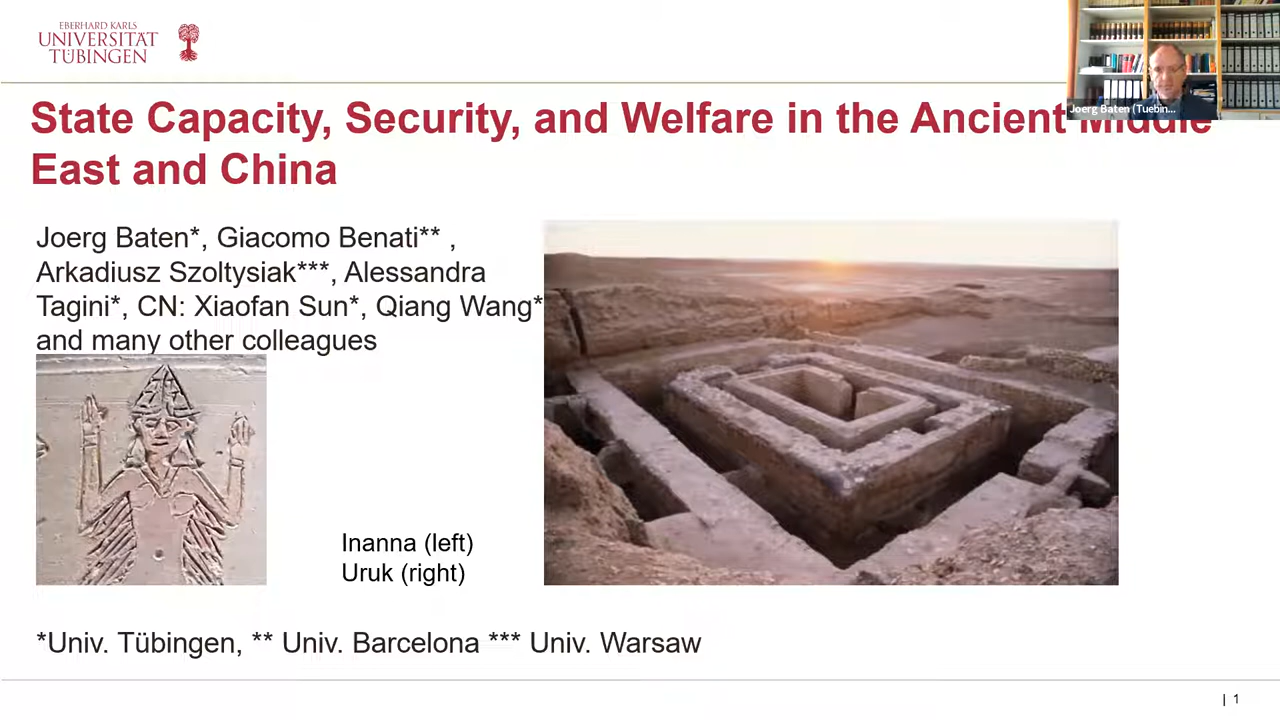 EBERHARD KARLS
UNIVERSITÄT
TÜBINGEN
Joerg Baten (Tuebin...
State Capacity, Security, and Welfare in the Ancient Middle
East and China
Joerg Baten*, Giacomo Benati** ,
Arkadiusz Szoltysiak***, Alessandra
Tagini*, CN: Xiaofan Sun*, Qiang Wang*
and many other colleagues
Inanna (left)
Uruk (right)
*Univ. Tübingen, ** Univ. Barcelona *** Univ. Warsaw
| 1